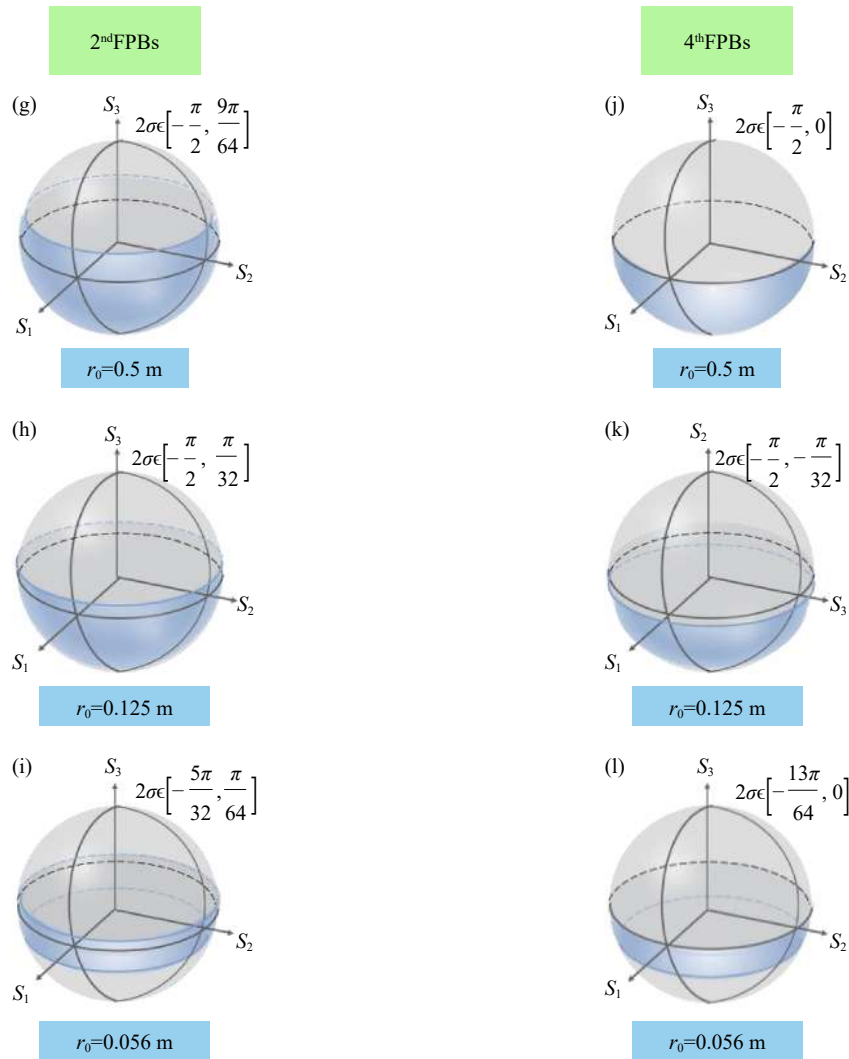 2ⁿᵈFPBs
4ᵗʰFPBs
(g)
S₃
2σϵ[−π/2, 9π/64]
S₂
S₁
r₀=0.5 m
(j)
S₃
2σϵ[−π/2, 0]
S₂
S₁
r₀=0.5 m
(h)
S₃
2σϵ[−π/2, π/32]
S₂
S₁
r₀=0.125 m
(k)
S₂
2σϵ[−π/2, −π/32]
S₃
S₁
r₀=0.125 m
(i)
S₃
2σϵ[−5π/32, π/64]
S₂
S₁
r₀=0.056 m
(l)
S₃
2σϵ[−13π/64, 0]
S₂
S₁
r₀=0.056 m